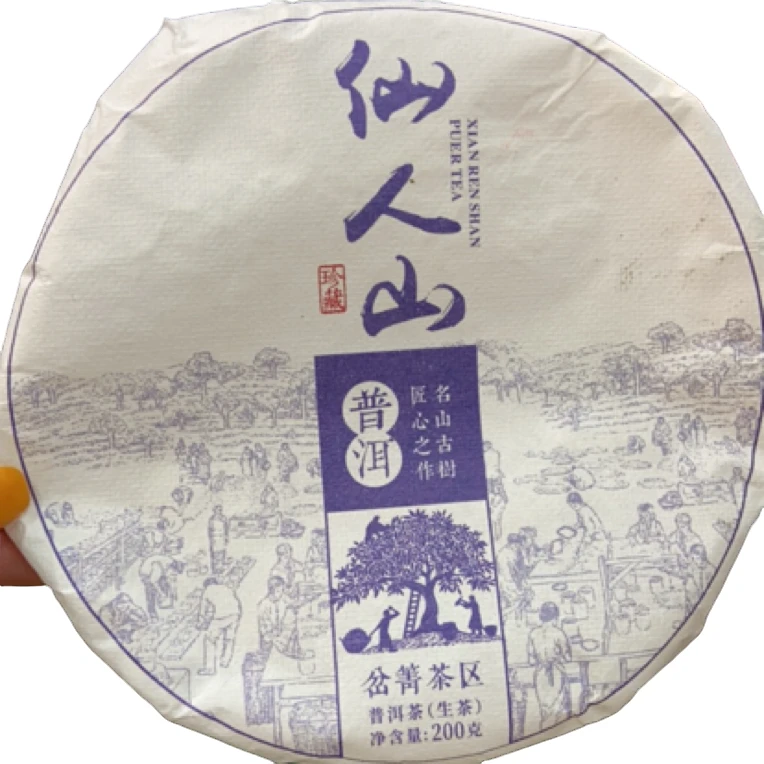 仙人山
XIAN REN SHAN
PUER TEA
珍藏
普洱
名山古樹
匠心之作
岔箐茶区
普洱茶(生茶)
净含量:200克